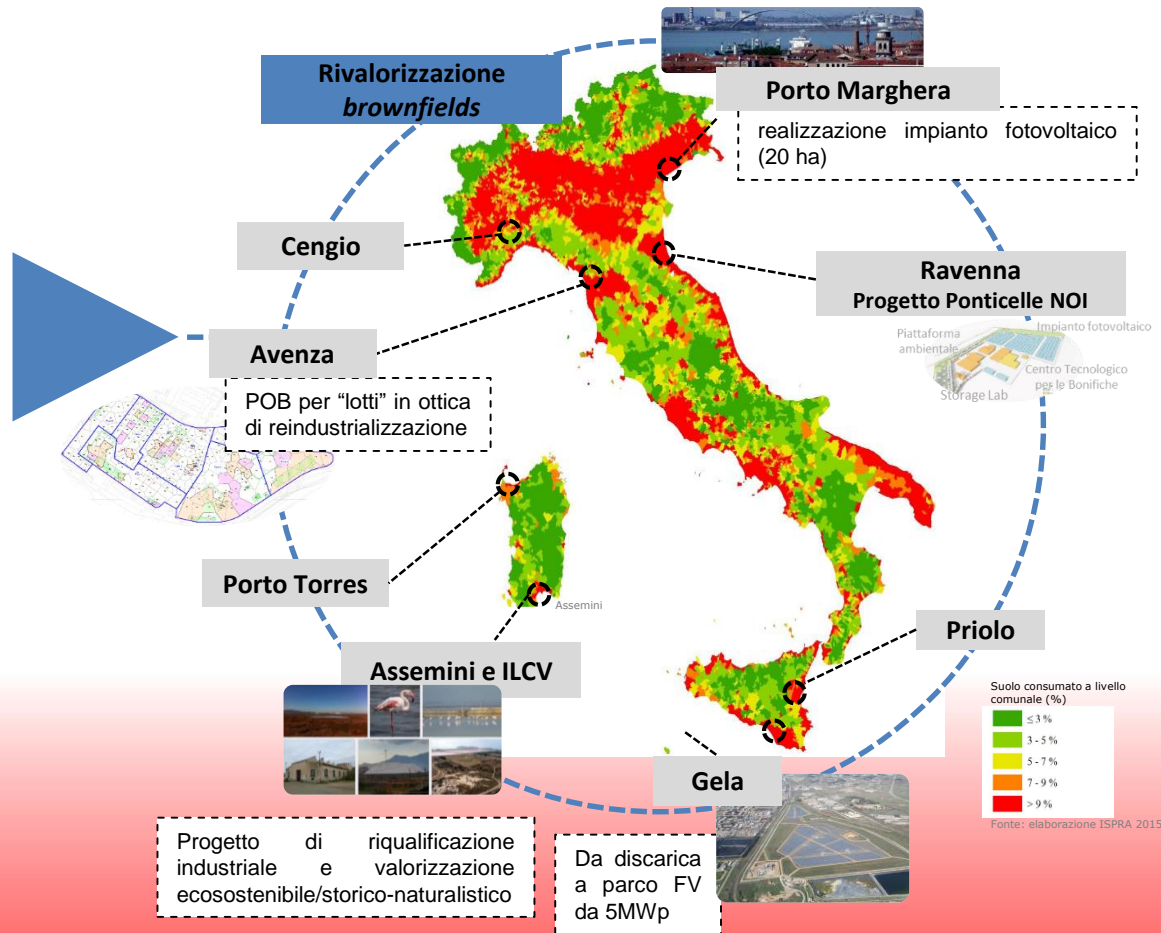 Rivalorizzazione
brownfields
Porto Marghera
realizzazione impianto fotovoltaico
(20 ha)
Cengio
Ravenna
Progetto Ponticelle NOI
Piattaforma
ambientale
Impianto fotovoltaico
Centro Tecnologico
per le Bonifiche
Storage Lab
Avenza
POB per “lotti” in ottica
di reindustrializzazione
Porto Torres
Assemini
Priolo
Assemini e ILCV
Suolo consumato a livello
comunale (%)
≤ 3 %
3 - 5 %
5 - 7 %
7 - 9 %
> 9 %
Fonte: elaborazione ISPRA 2015
Gela
Progetto di riqualificazione
industriale e valorizzazione
ecosostenibile/storico-naturalistico
Da discarica
a parco FV
da 5MWp